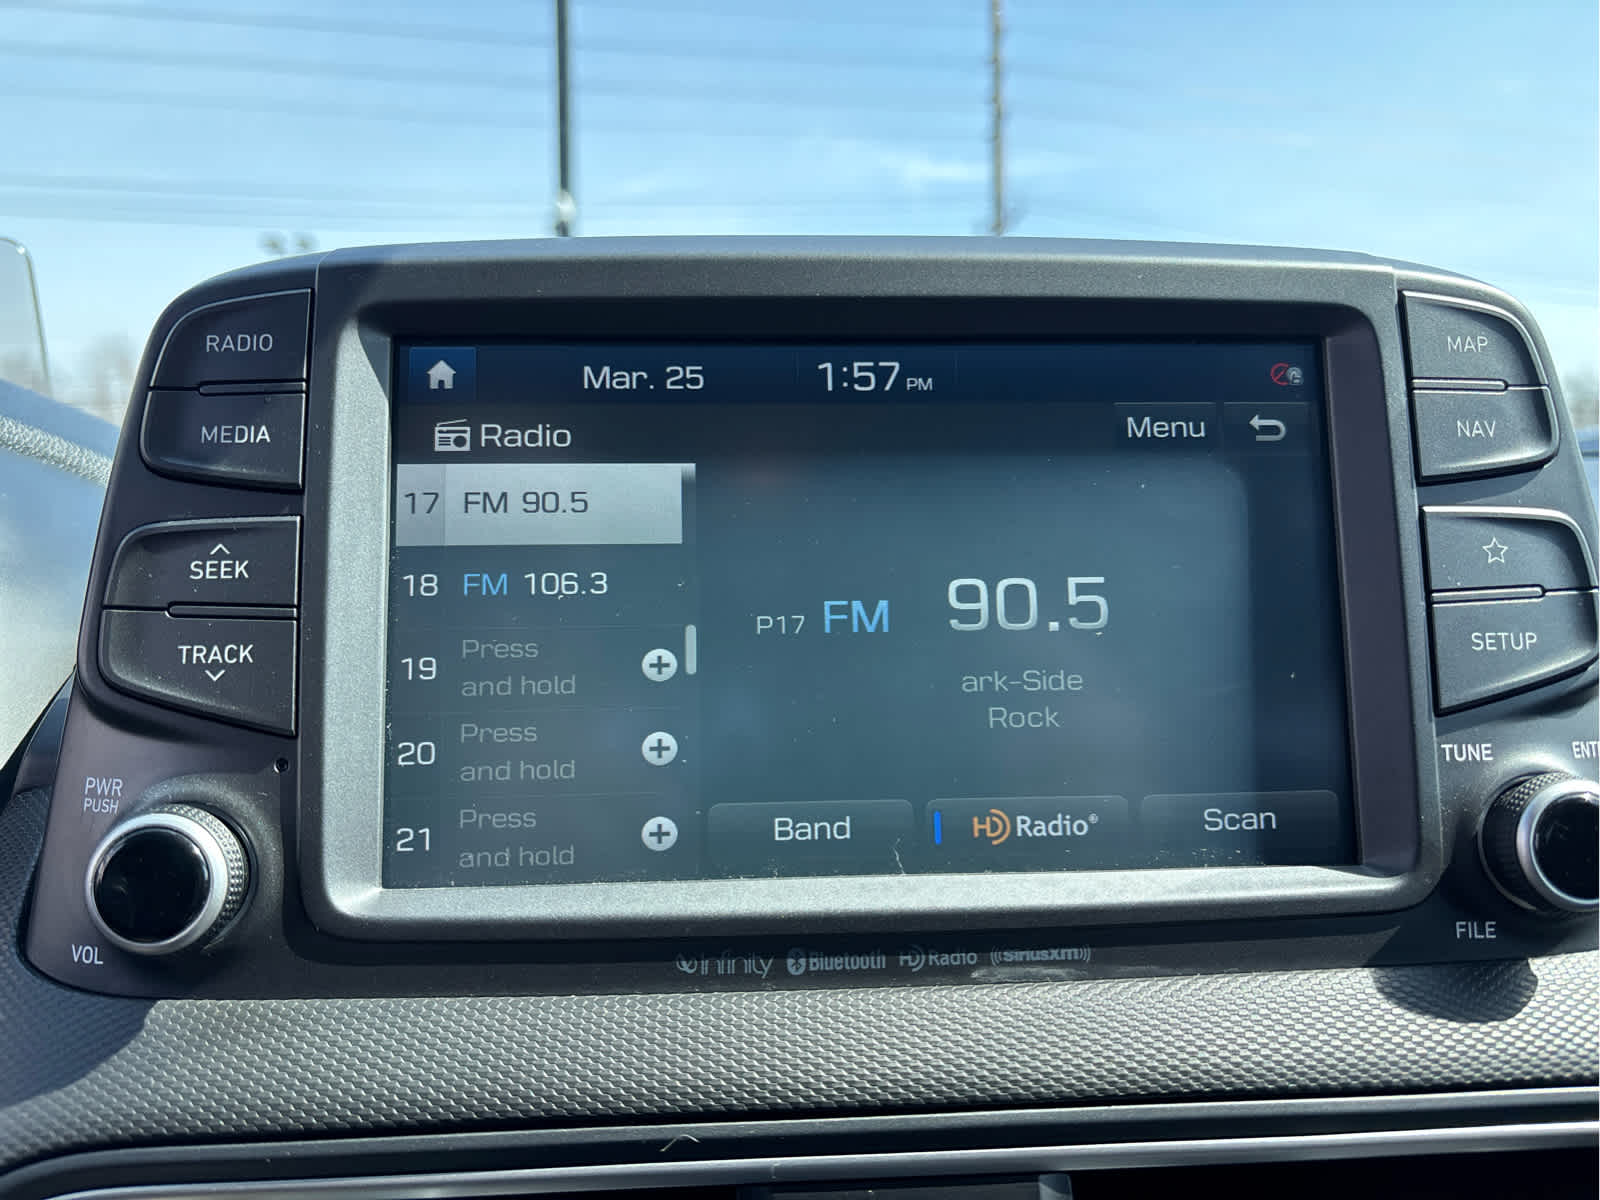 RADIO
MEDIA
SEEK
TRACK
PWR
PUSH
VOL
Mar. 25
1:57 PM
Radio
Menu
17 FM 90.5
18 FM 106.3
19 Press
and hold
20 Press
and hold
21 Press
and hold
P17 FM 90.5
ark-Side
Rock
Band
HD Radio®
Scan
MAP
NAV
SETUP
TUNE
FILE
infinity Bluetooth HD Radio ((SiriusXM))